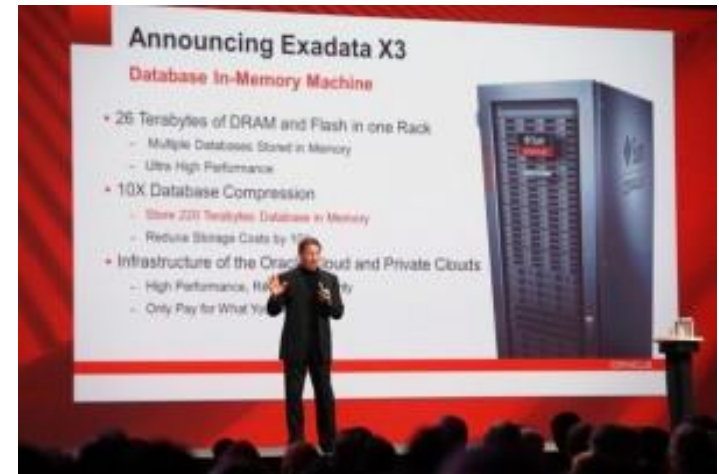 Announcing Exadata X3
Database In-Memory Machine
• 26 Terabytes of DRAM and Flash in one Rack
- Multiple Databases Stored in Memory
- Ultra High Performance
• 10X Database Compression
- Store 220 Terabytes Database in Memory
- Reduce Storage Costs by
• Infrastructure of the Oracle Cloud and Private Clouds
- High Performance,
- Only Pay for What
Sun
ORACLE